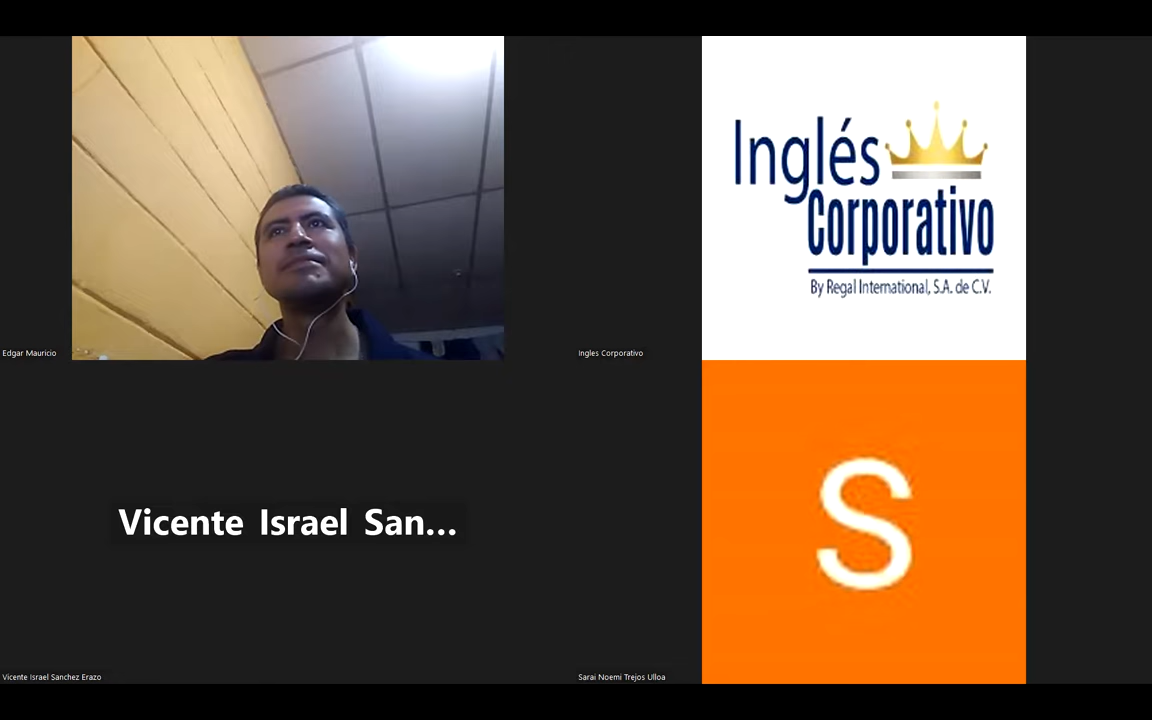 Inglés
Corporativo
By Regal International, S.A. de C.V.
Edgar Mauricio
Ingles Corporativo
Vicente Israel San...
S
Vicente Israel Sanchez Erazo
Sarai Noemi Trejos Ulloa